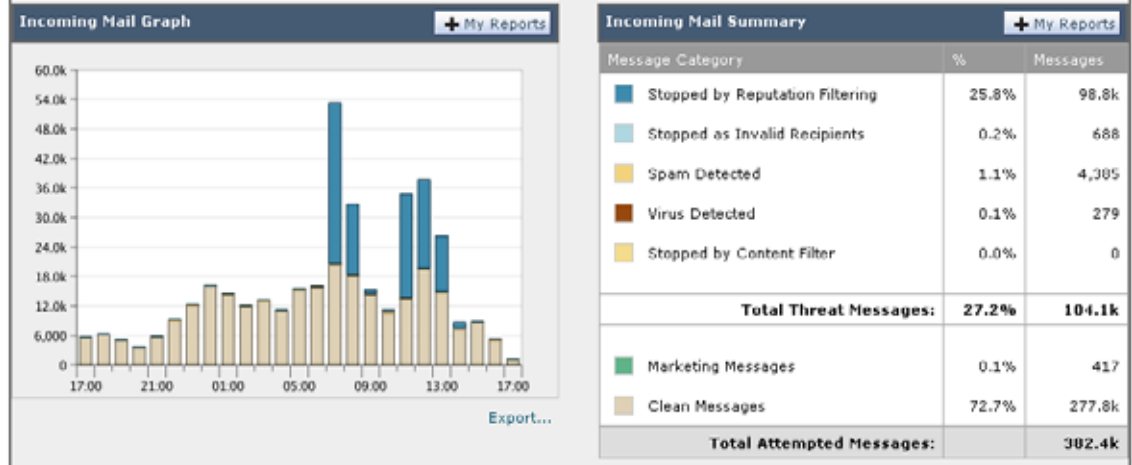 Incoming Mail Graph
+ My Reports
60.0k
54.0k
48.0k
42.0k
36.0k
30.0k
24.0k
18.0k
12.0k
6,000
0
17:00 21:00 01:00 05:00 09:00 13:00 17:00
Export...
Incoming Mail Summary
+ My Reports
Message Category % Messages
Stopped by Reputation Filtering 25.8% 98.8k
Stopped as Invalid Recipients 0.2% 688
Spam Detected 1.1% 4,385
Virus Detected 0.1% 279
Stopped by Content Filter 0.0% 0
Total Threat Messages: 27.2% 104.1k
Marketing Messages 0.1% 417
Clean Messages 72.7% 277.8k
Total Attempted Messages: 382.4k